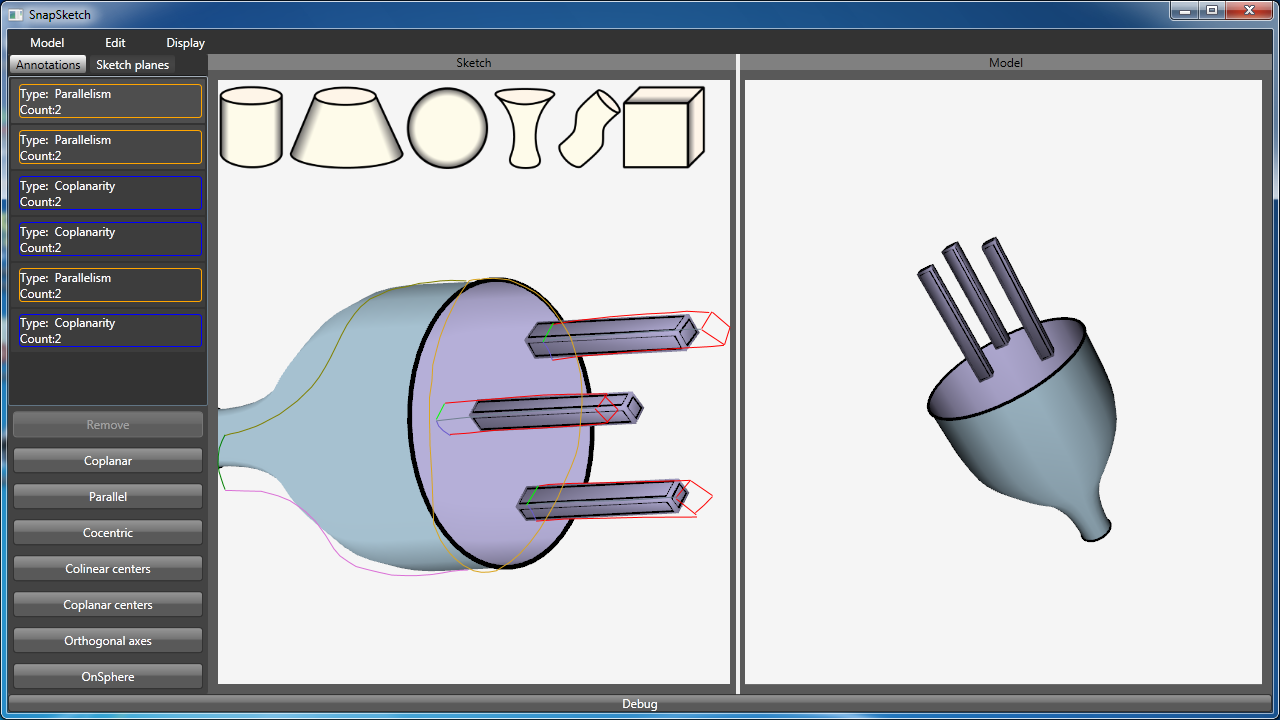 SnapSketch
Model Edit Display
Annotations Sketch planes
Sketch
Model
Type: Parallelism
Count:2
Type: Parallelism
Count:2
Type: Coplanarity
Count:2
Type: Coplanarity
Count:2
Type: Parallelism
Count:2
Type: Coplanarity
Count:2
Remove
Coplanar
Parallel
Cocentric
Colinear centers
Coplanar centers
Orthogonal axes
OnSphere
Debug